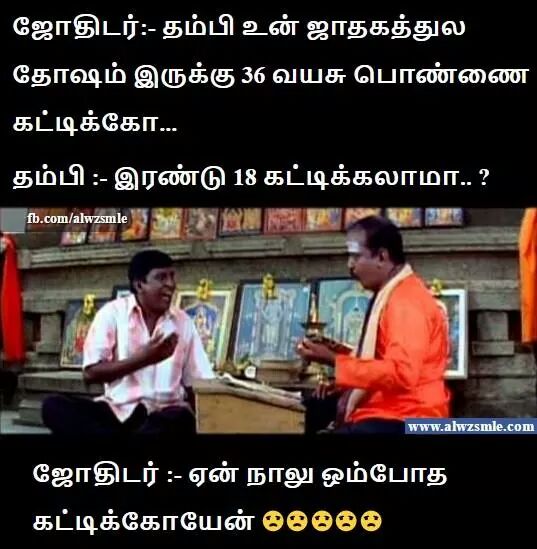 ஜோதிடர்:- தம்பி உன் ஜாதகத்துல
தோஷம் இருக்கு 36 வயசு பொண்ணை
கட்டிக்கோ...
தம்பி :- இரண்டு 18 கட்டிக்கலாமா.. ?
fb.com/alwzsmle
www.alwzsmle.com
ஜோதிடர் :- ஏன் நாலு ஒம்போத
கட்டிக்கோயேன் 😟😟😟😟😟